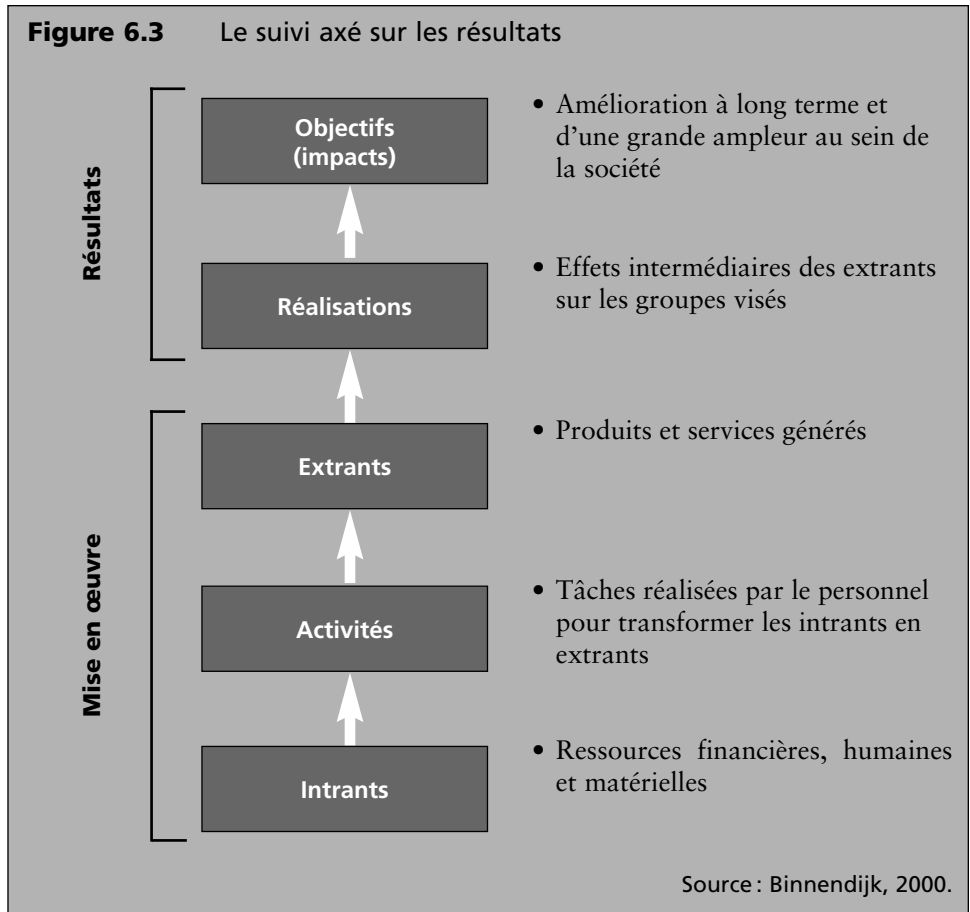 Figure 6.3 Le suivi axé sur les résultats
Résultats
Objectifs
(impacts)
• Amélioration à long terme et
d'une grande ampleur au sein de
la société
Réalisations
• Effets intermédiaires des extrants
sur les groupes visés
Mise en œuvre
Extrants
• Produits et services générés
Activités
• Tâches réalisées par le personnel
pour transformer les intrants en
extrants
Intrants
• Ressources financières, humaines
et matérielles
Source : Binnendijk, 2000.